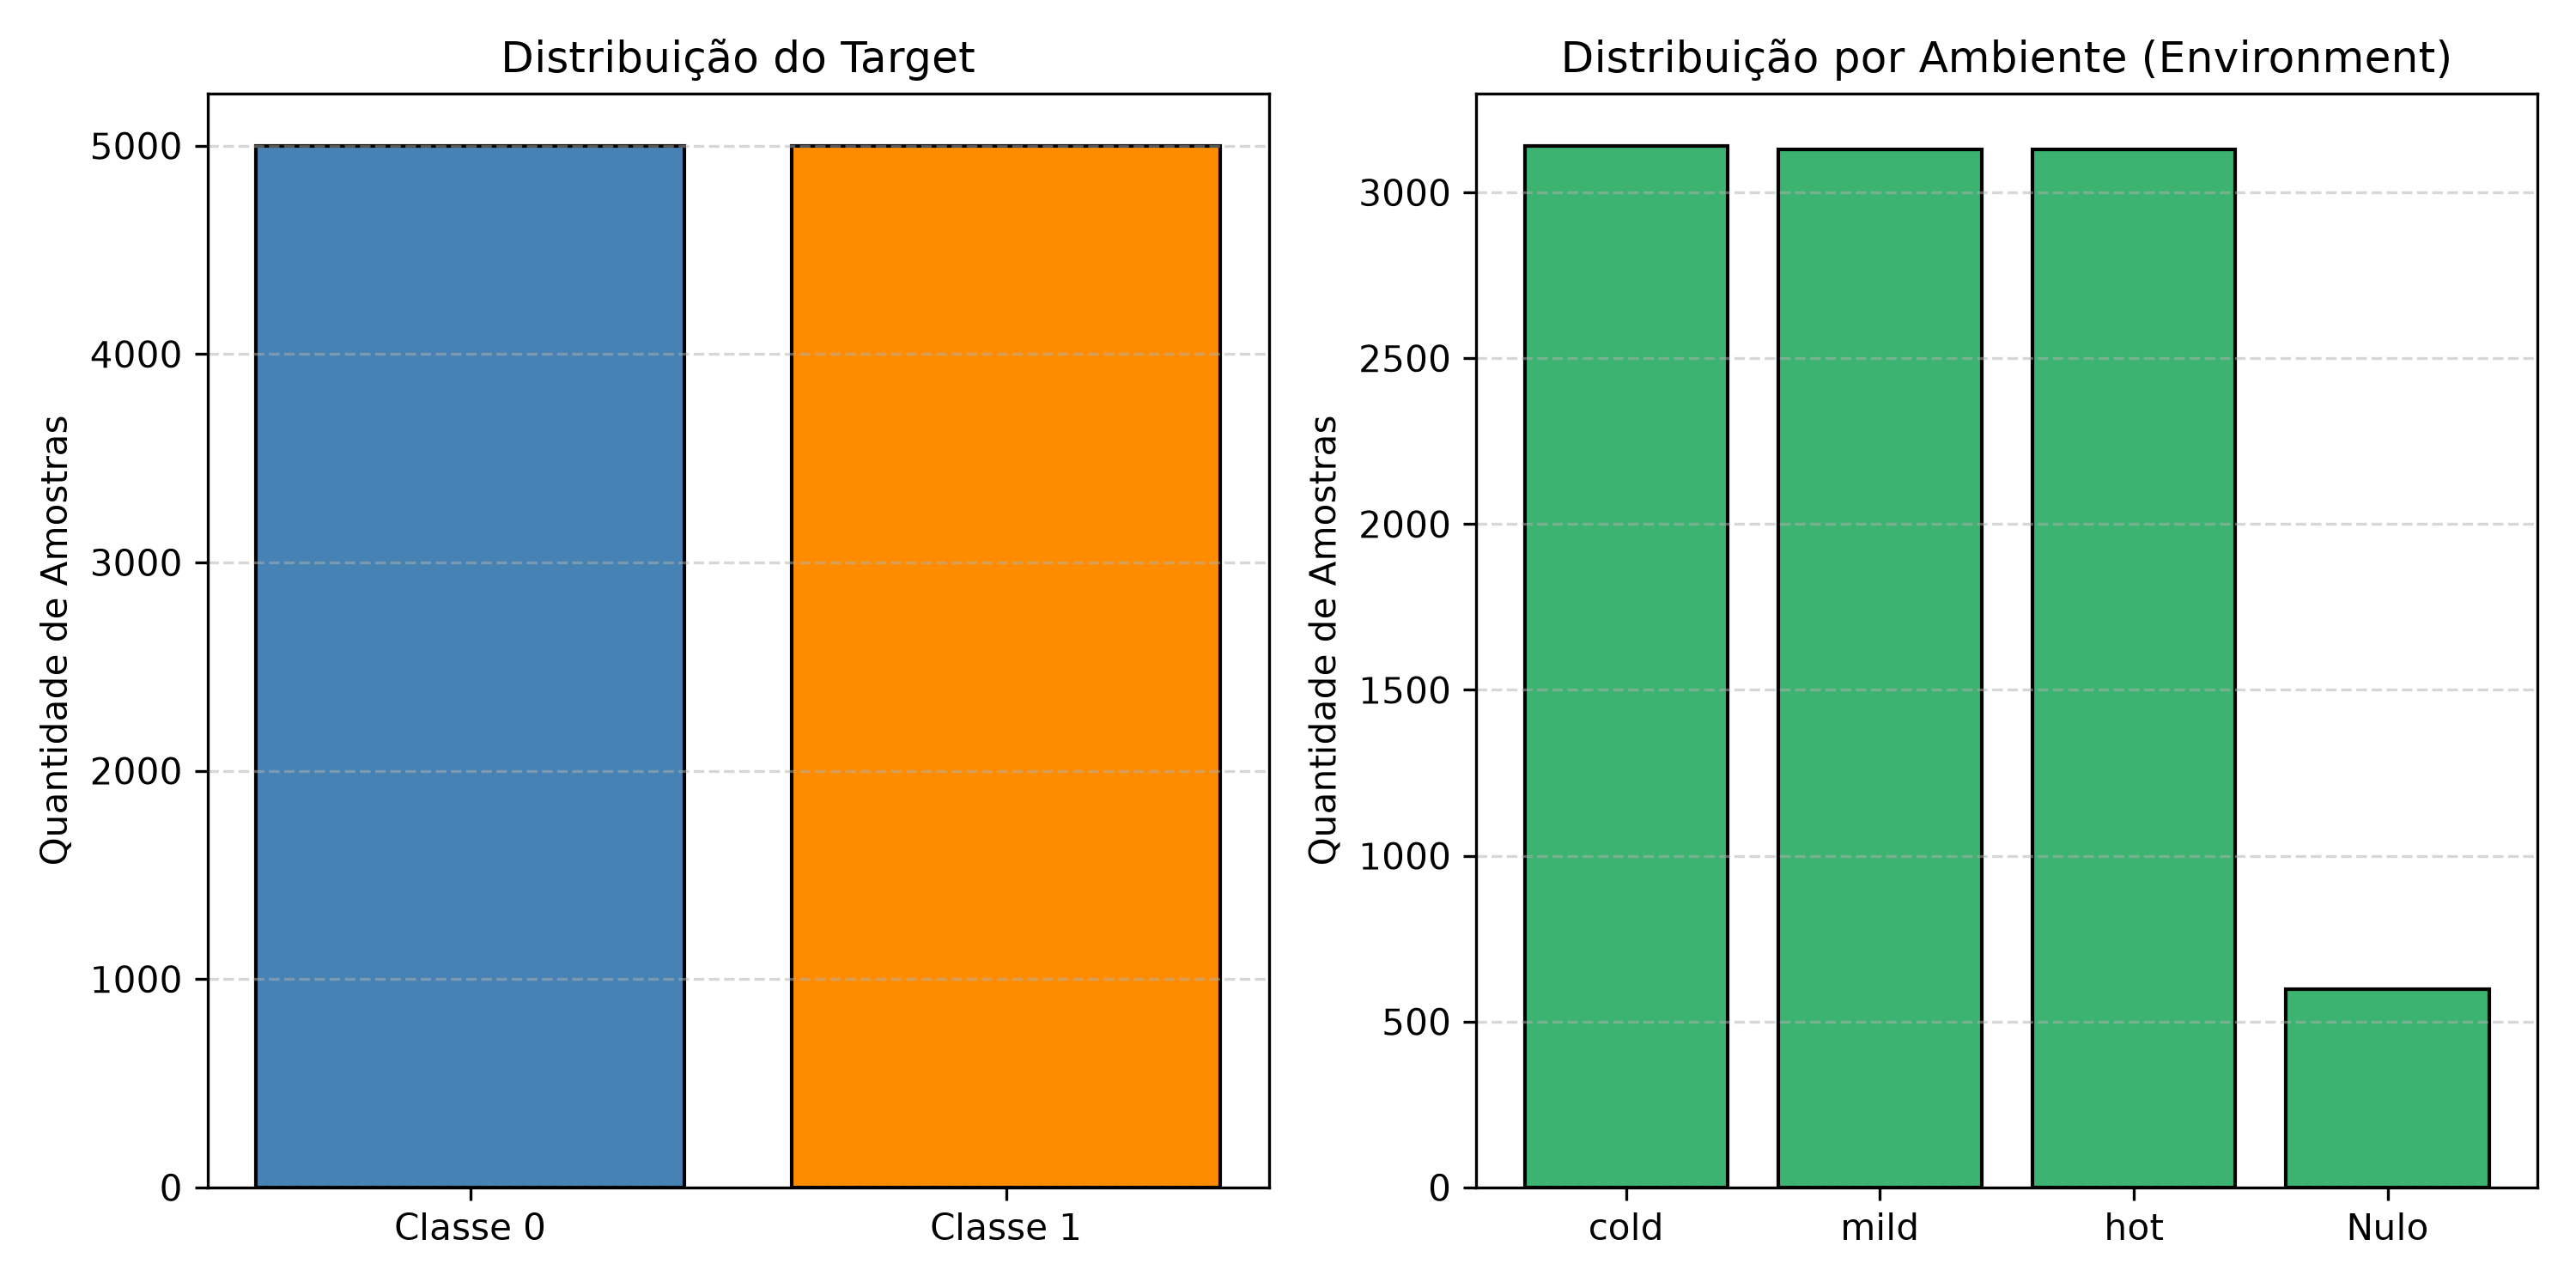 Distribuição do Target
Quantidade de Amostras
5000
4000
3000
2000
1000
0
Classe 0
Classe 1
Distribuição por Ambiente (Environment)
Quantidade de Amostras
3000
2500
2000
1500
1000
500
0
cold
mild
hot
Nulo